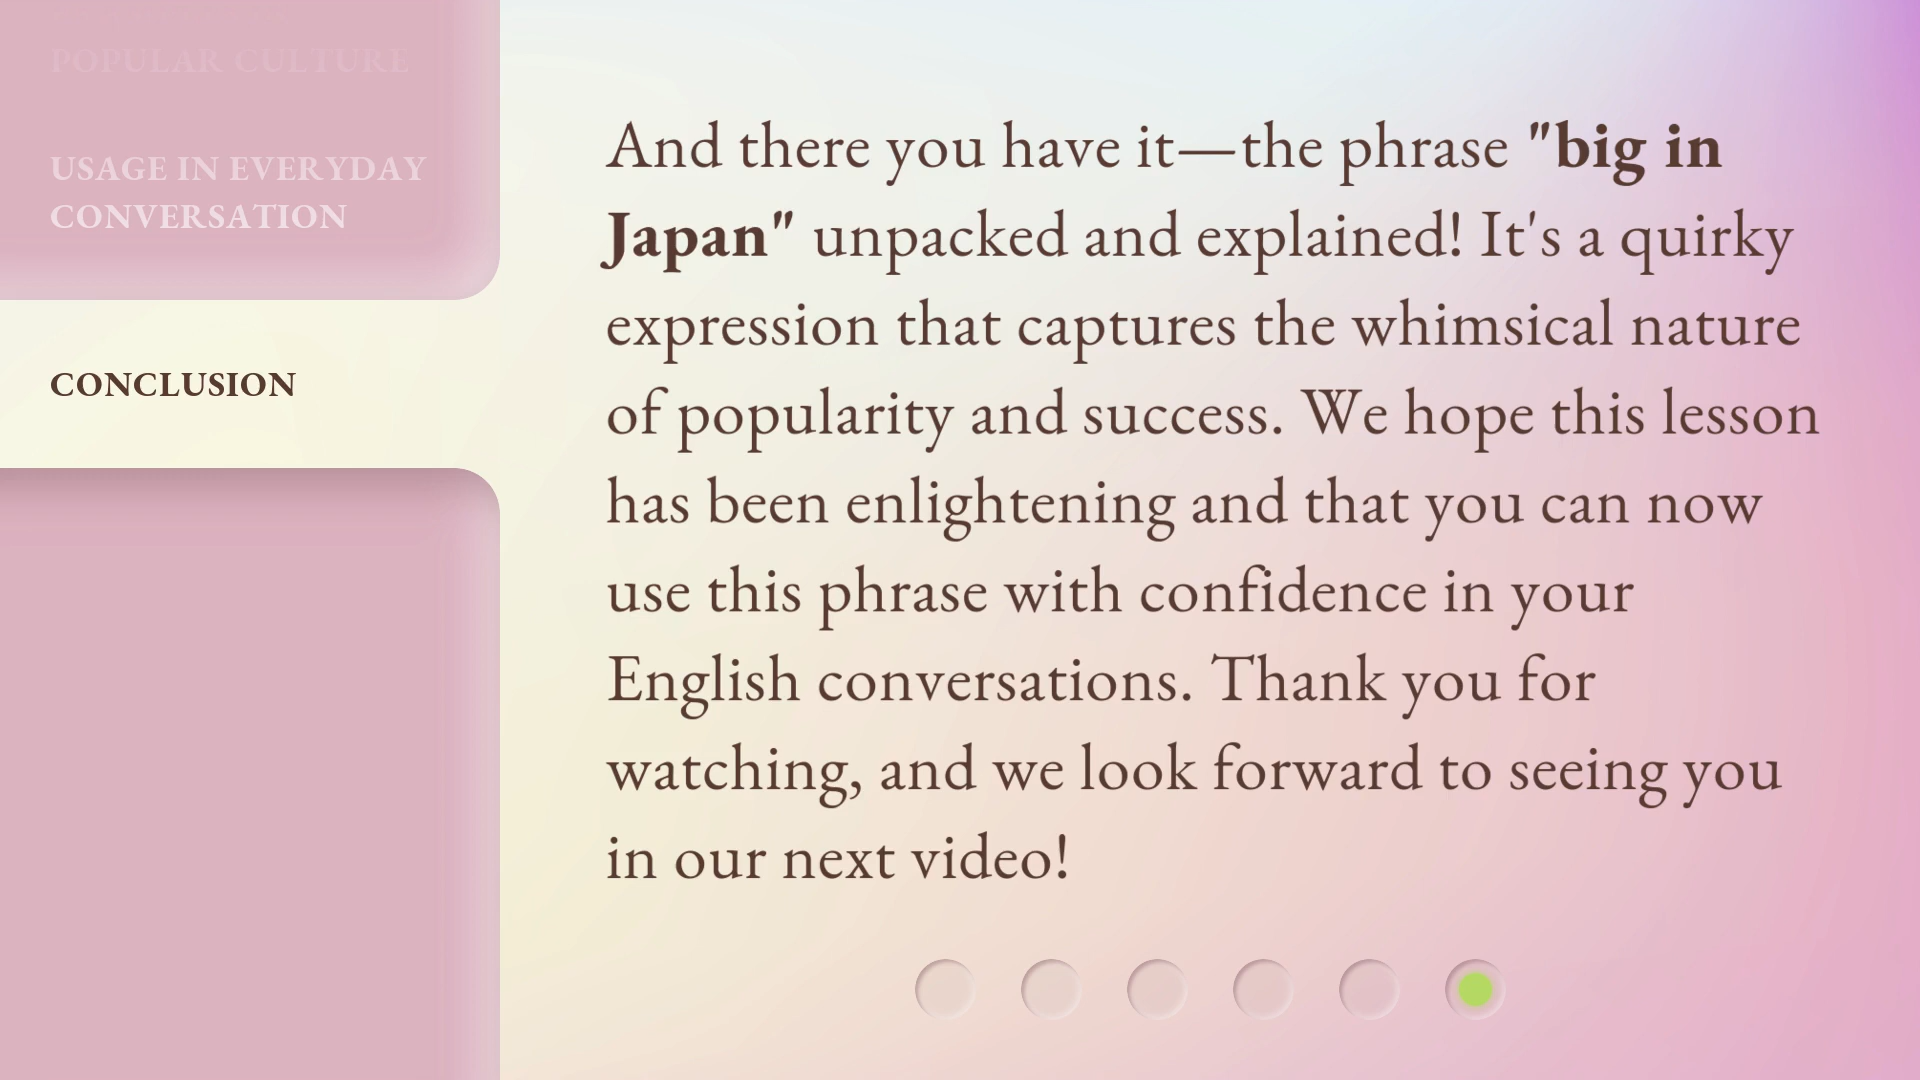 POPULAR CULTURE
USAGE IN EVERYDAY
CONVERSATION
CONCLUSION
And there you have it—the phrase "big in
Japan" unpacked and explained! It's a quirky
expression that captures the whimsical nature
of popularity and success. We hope this lesson
has been enlightening and that you can now
use this phrase with confidence in your
English conversations. Thank you for
watching, and we look forward to seeing you
in our next video!